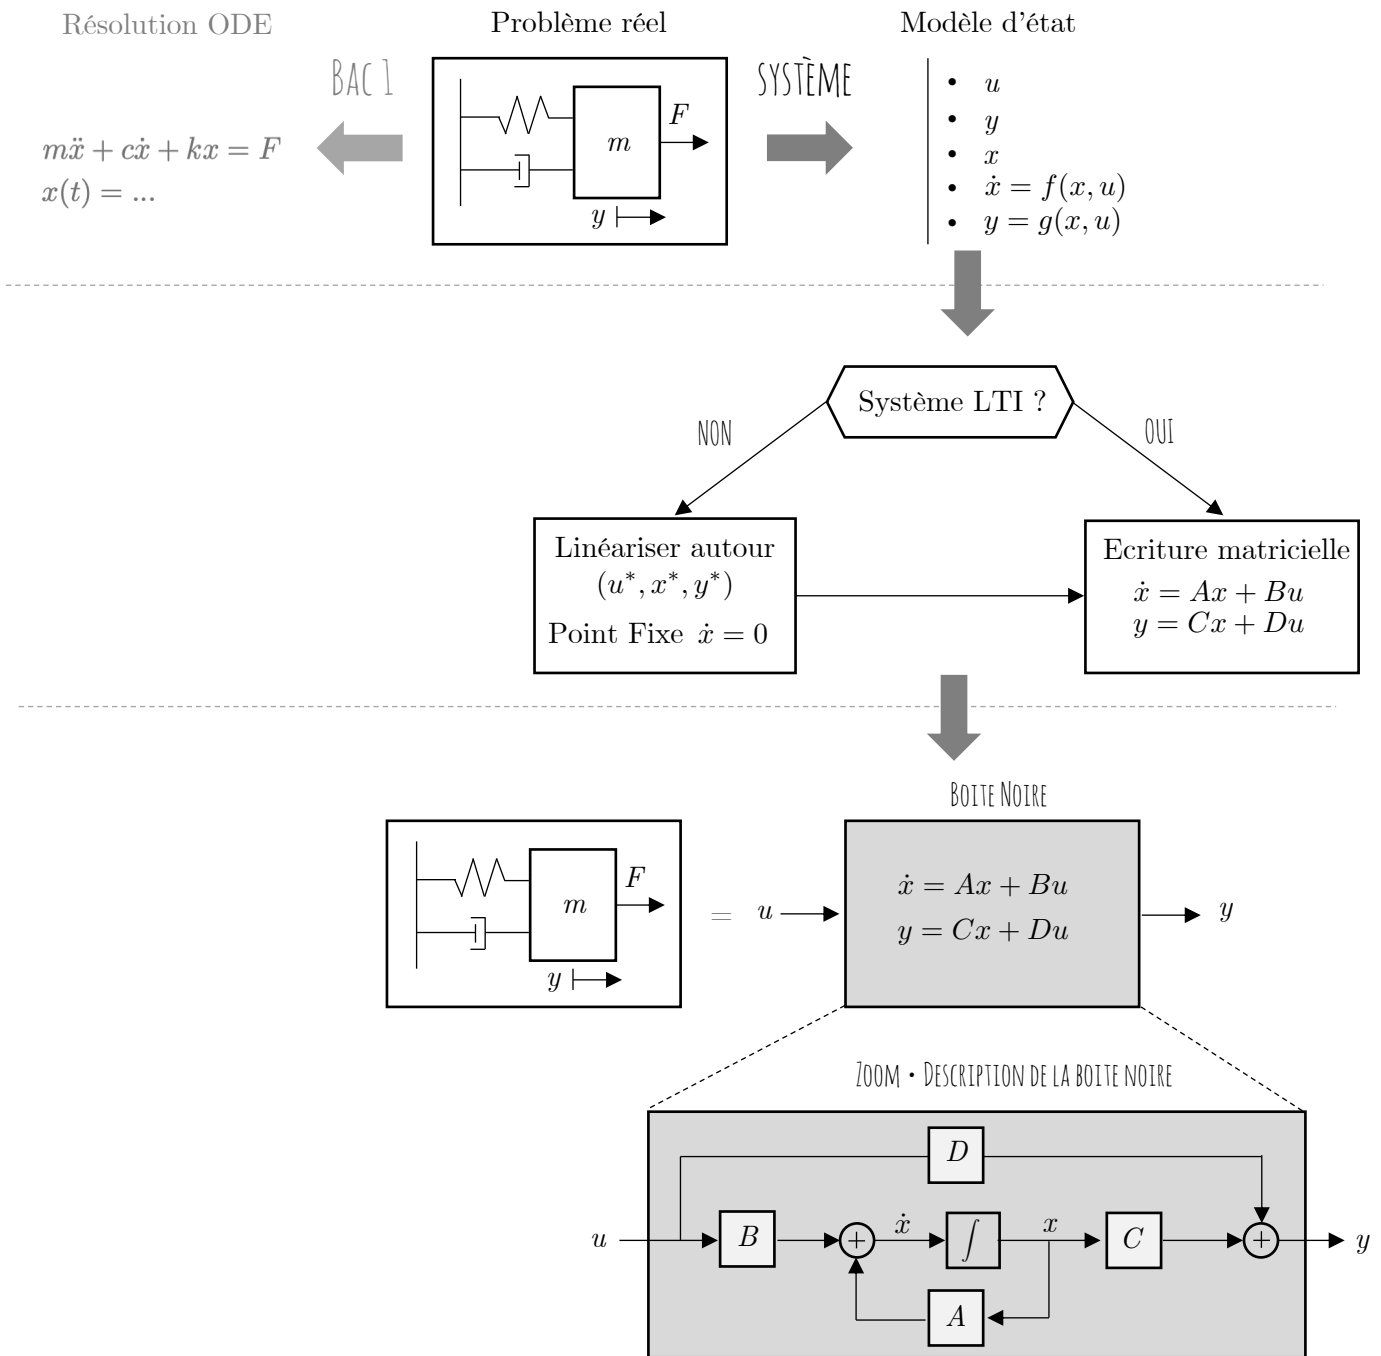 Résolution ODE
Problème réel
Modèle d'état
BAC 1
SYSTÈME
mẍ + cẋ + kx = F
x(t) = ...
m
F
y
• u
• y
• x
• ẋ = f(x, u)
• y = g(x, u)
Système LTI ?
NON
OUI
Linéariser autour
(u*, x*, y*)
Point Fixe ẋ = 0
Ecriture matricielle
ẋ = Ax + Bu
y = Cx + Du
BOITE NOIRE
m
F
y
= u
ẋ = Ax + Bu
y = Cx + Du
y
ZOOM • DESCRIPTION DE LA BOITE NOIRE
D
u
B
+
ẋ
∫
x
C
+
y
A